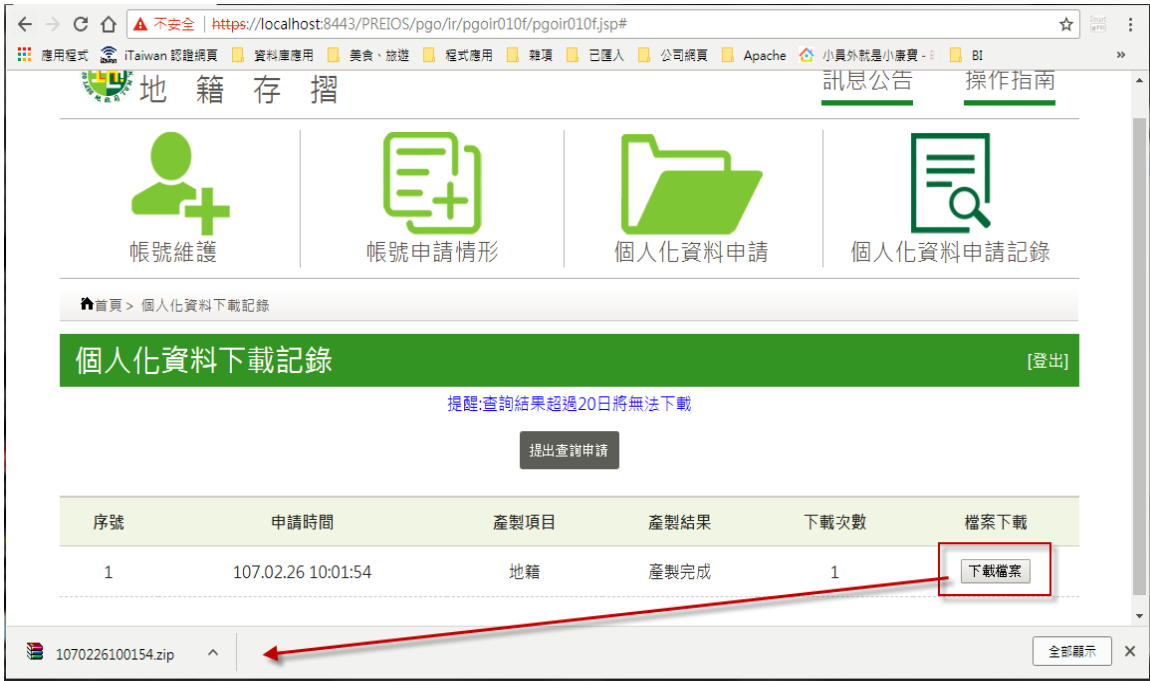 不安全 https://localhost:8443/PREIOS/pgo/ir/pgoir010f/pgoir010f.jsp#
應用程式 iTaiwan 認證網頁 資料庫應用 美食、旅遊 程式應用 雜項 已匯入 公司網頁 Apache 小員外就是小康費 - BI »
地籍存摺 訊息公告 操作指南
帳號維護 帳號申請情形 個人化資料申請 個人化資料申請記錄
首頁 > 個人化資料下載記錄
個人化資料下載記錄 [登出]
提醒:查詢結果超過20日將無法下載
提出查詢申請
序號 申請時間 產製項目 產製結果 下載次數 檔案下載
1 107.02.26 10:01:54 地籍 產製完成 1 下載檔案
1070226100154.zip 全部顯示